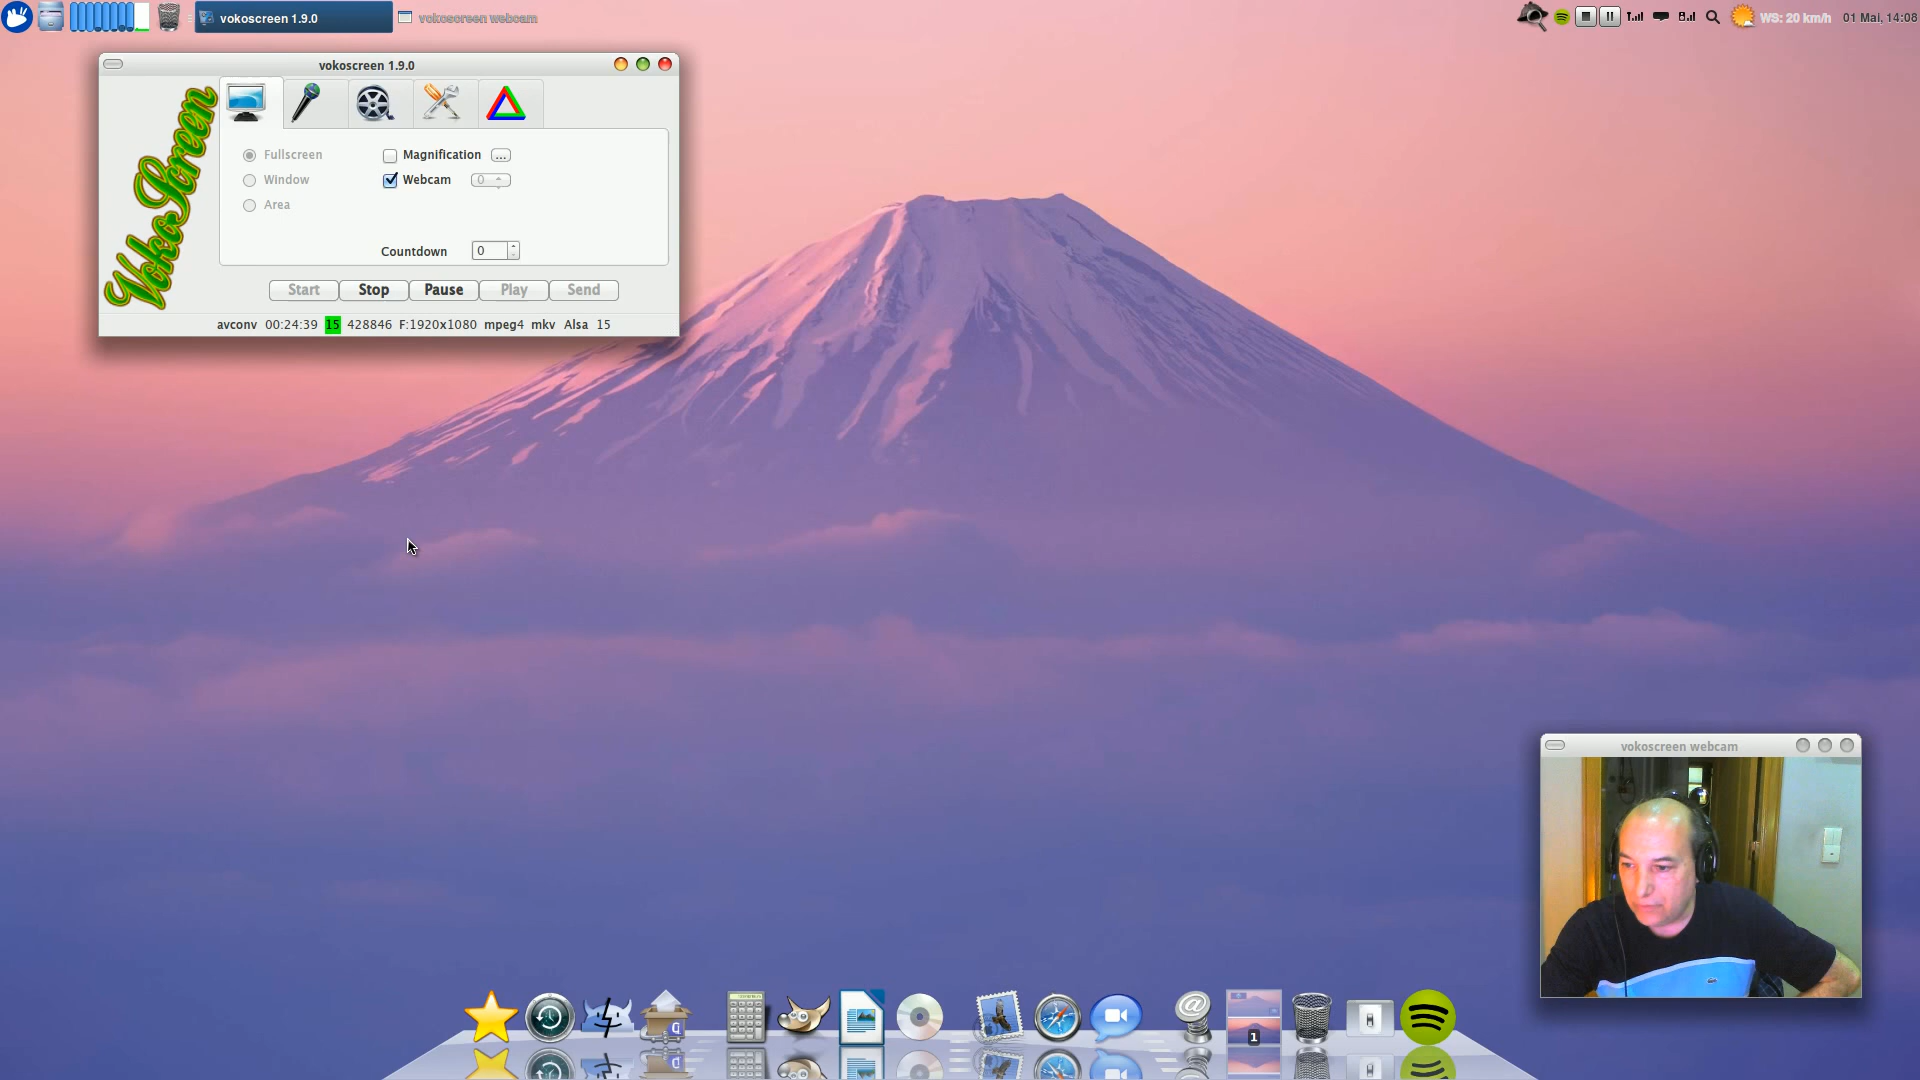 vokoscreen 1.9.0
vokoscreen webcam
WS: 20 km/h
01 Mai, 14:08
vokoscreen 1.9.0
VokoScreen
Fullscreen
Magnification
...
Window
Webcam
0
Area
Countdown
0
Start
Stop
Pause
Play
Send
avconv 00:24:39 15 428846 F:1920x1080 mpeg4 mkv Alsa 15
vokoscreen webcam
@
1